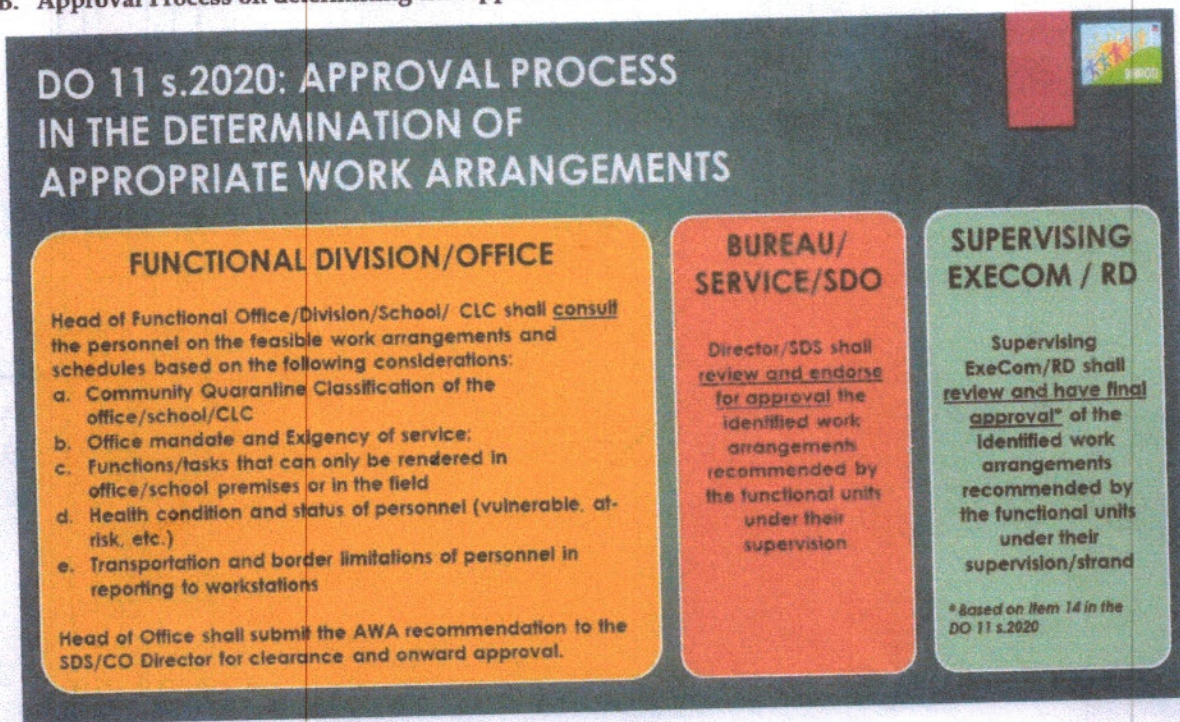 B. Approval Process on determining the app
DO 11 s.2020: APPROVAL PROCESS
IN THE DETERMINATION OF
APPROPRIATE WORK ARRANGEMENTS
FUNCTIONAL DIVISION/OFFICE
Head of Functional Office/Division/School/ CLC shall consult
the personnel on the feasible work arrangements and
schedules based on the following considerations:
a. Community Quarantine Classification of the
office/school/CLC
b. Office mandate and Exigency of service;
c. Functions/tasks that can only be rendered in
office/school premises or in the field
d. Health condition and status of personnel (vulnerable, at-
risk, etc.)
e. Transportation and border limitations of personnel in
reporting to workstations
Head of Office shall submit the AWA recommendation to the
SDS/CO Director for clearance and onward approval.
BUREAU/
SERVICE/SDO
Director/SDS shall
review and endorse
for approval the
identified work
arrangements
recommended by
the functional units
under their
supervision
SUPERVISING
EXECOM / RD
Supervising
ExeCom/RD shall
review and have final
approval* of the
identified work
arrangements
recommended by
the functional units
under their
supervision/strand
* Based on Item 14 in the
DO 11 s.2020